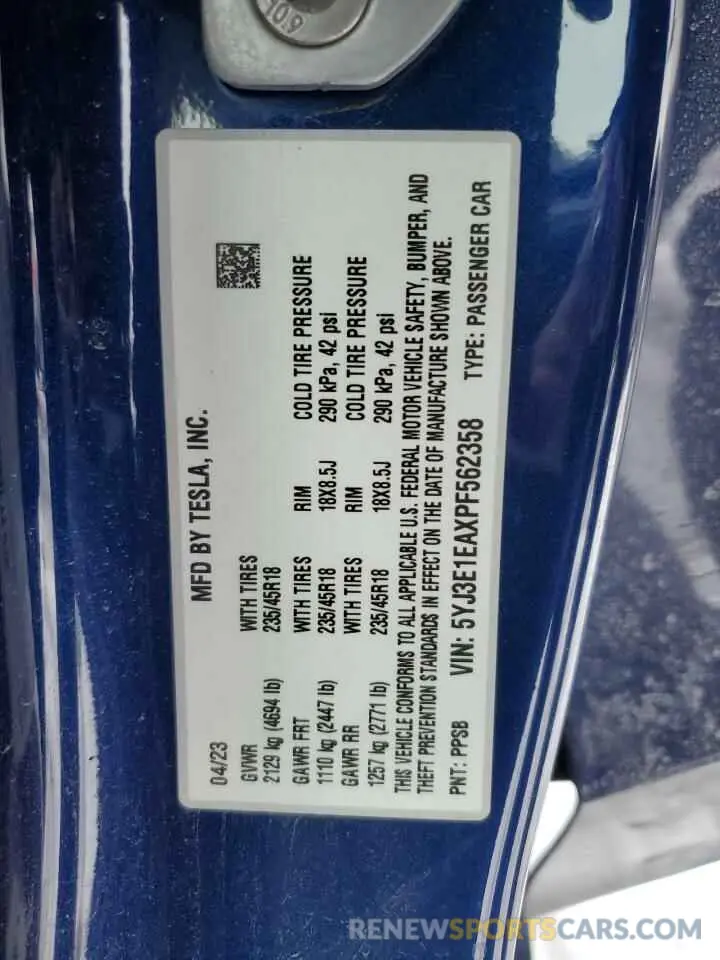 MFD BY TESLA, INC.
04/23
GVWR WITH TIRES
2129 kg (4694 lb) 235/45R18
GAWR FRT WITH TIRES RIM COLD TIRE PRESSURE
1110 kg (2447 lb) 235/45R18 18X8.5J 290 kPa, 42 psi
GAWR RR WITH TIRES RIM COLD TIRE PRESSURE
1257 kg (2771 lb) 235/45R18 18X8.5J 290 kPa, 42 psi
THIS VEHICLE CONFORMS TO ALL APPLICABLE U.S. FEDERAL MOTOR VEHICLE SAFETY, BUMPER, AND
THEFT PREVENTION STANDARDS IN EFFECT ON THE DATE OF MANUFACTURE SHOWN ABOVE.
PNT: PPSB VIN: 5YJ3E1EAXPF562358 TYPE: PASSENGER CAR
RENEWSPORTSCARS.COM